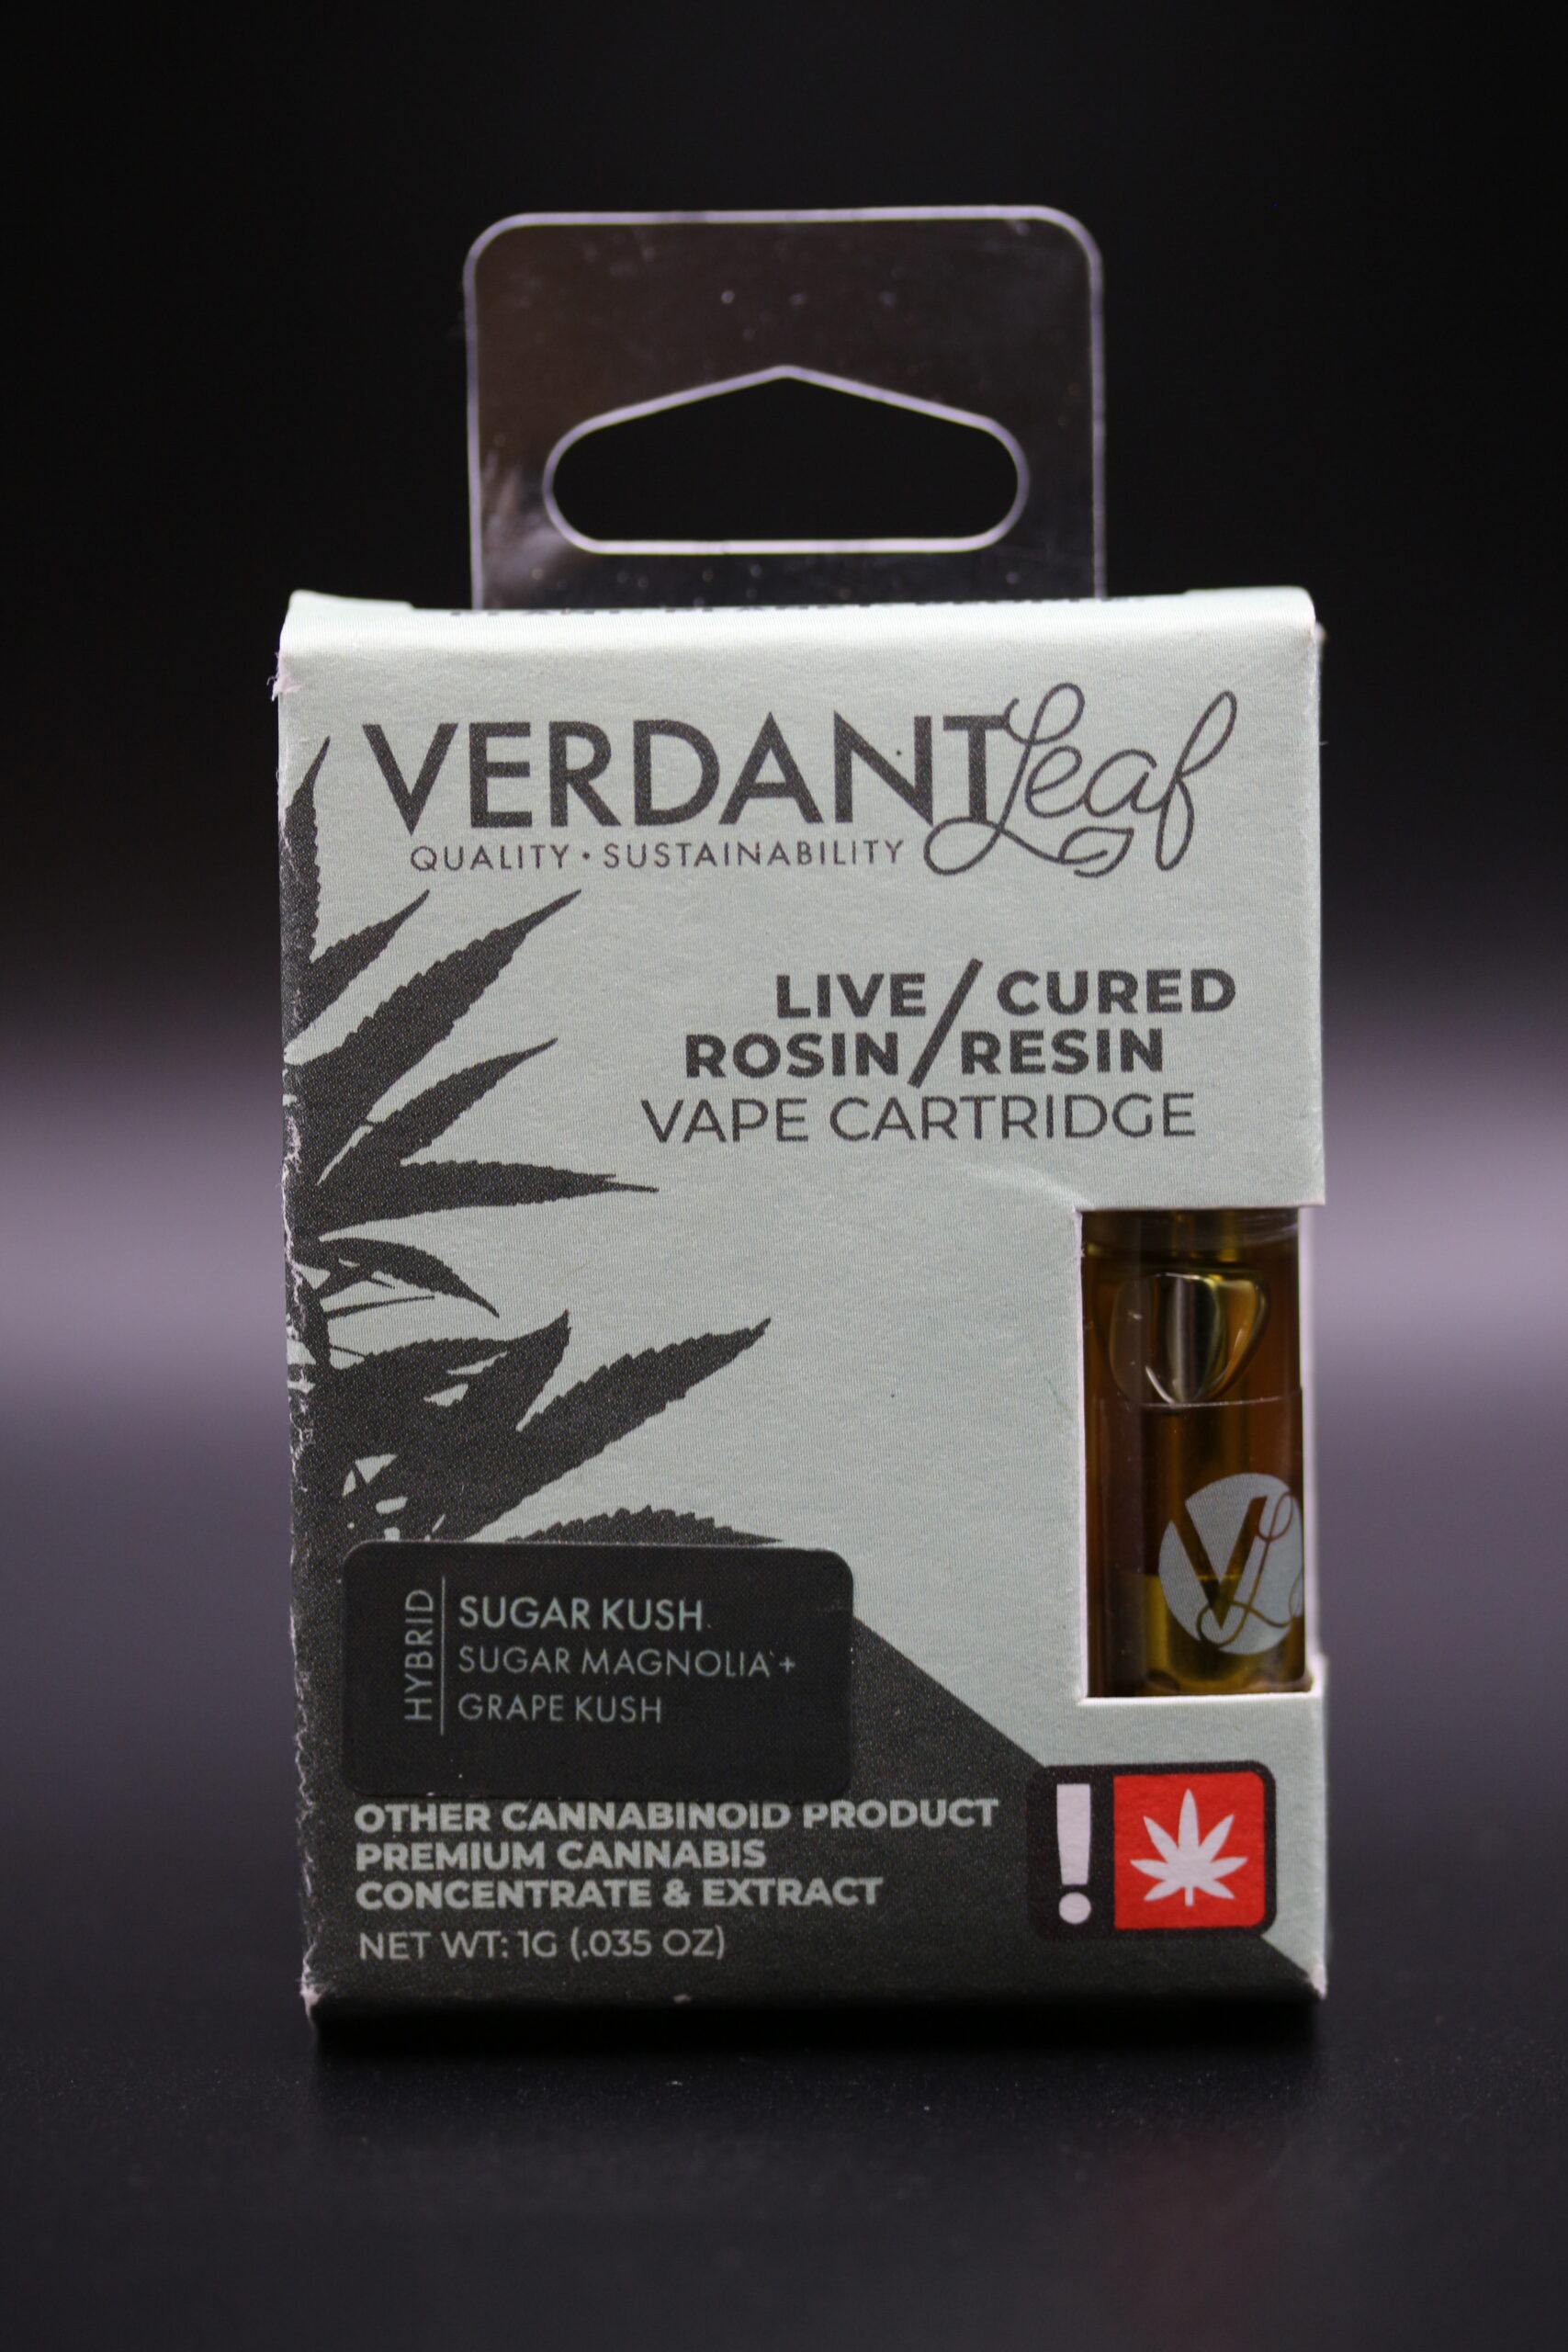 VERDANT Leaf
QUALITY • SUSTAINABILITY
LIVE / CURED
ROSIN / RESIN
VAPE CARTRIDGE
VL
HYBRID
SUGAR KUSH
SUGAR MAGNOLIA +
GRAPE KUSH
OTHER CANNABINOID PRODUCT
PREMIUM CANNABIS
CONCENTRATE & EXTRACT
NET WT: 1G (.035 OZ)
!